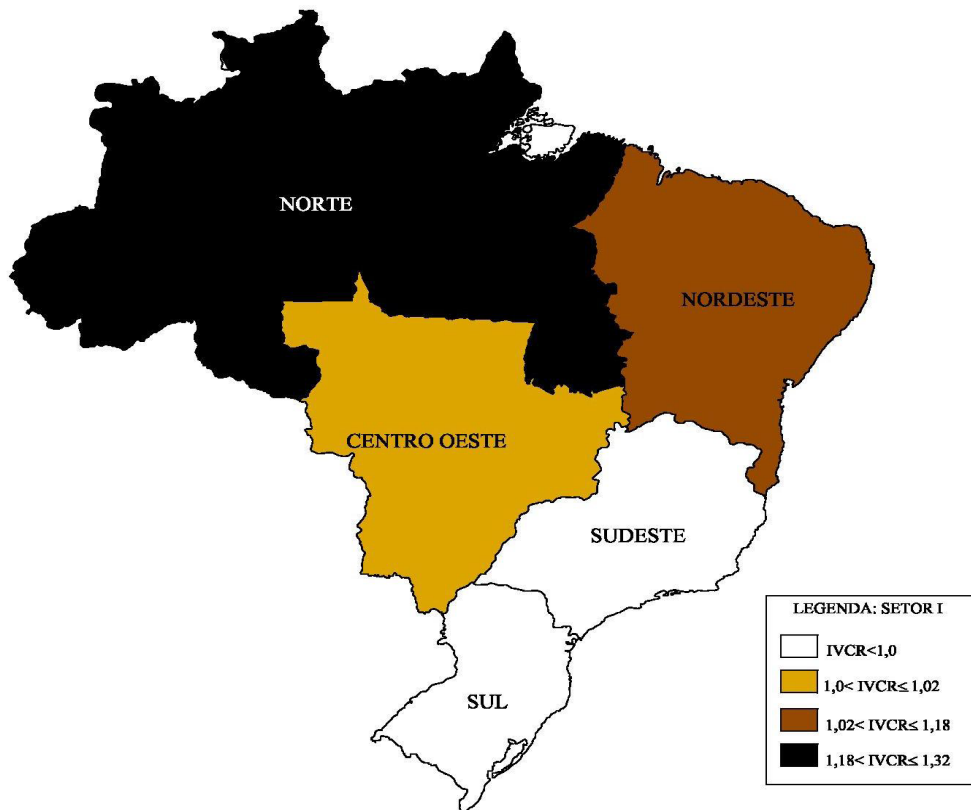 NORTE
NORDESTE
CENTRO OESTE
SUDESTE
SUL
LEGENDA: SETOR I
IVCR<1,0
1,0< IVCR≤ 1,02
1,02< IVCR≤ 1,18
1,18< IVCR≤ 1,32